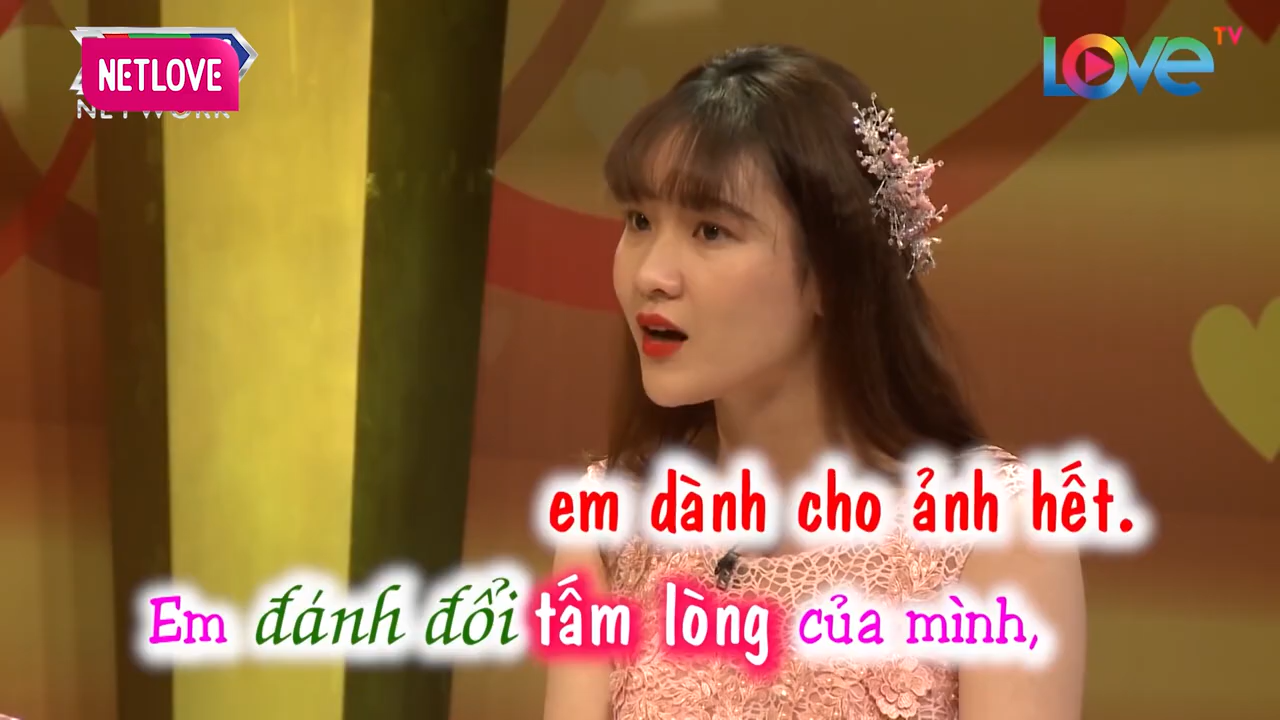 NETLOVE
NETWORK
LOVE TV
em dành cho ảnh hết.
Em đánh đổi tấm lòng của mình,